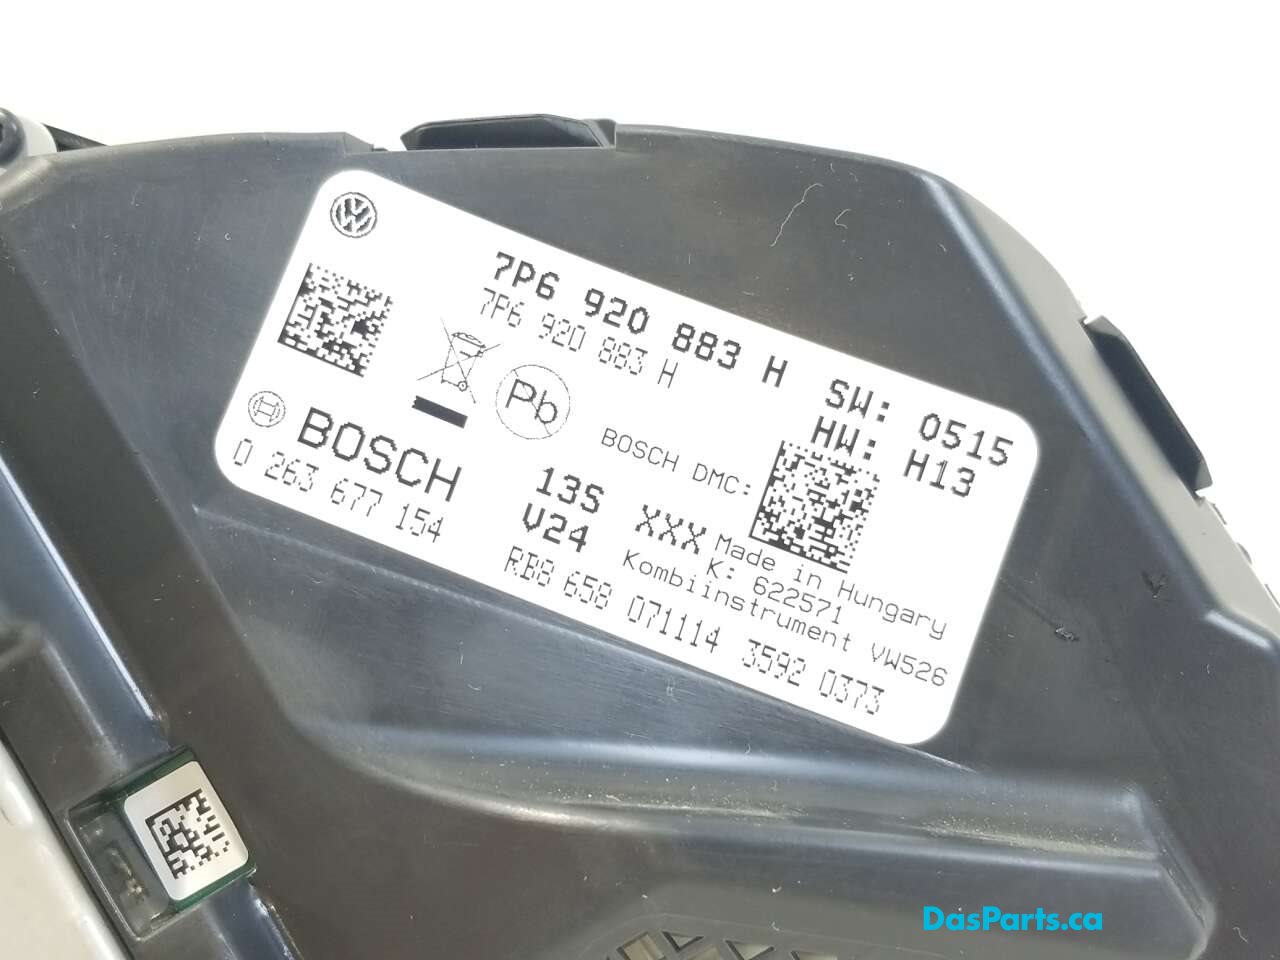 7P6 920 883 H SW: 0515
7P6 920 883 H HW: H13
Pb
BOSCH DMC:
BOSCH
0 263 677 154
13S XXX
V24
Made in Hungary
K: 622571
Kombiinstrument VW526
RB8 658 071114 3592 0373
DasParts.ca